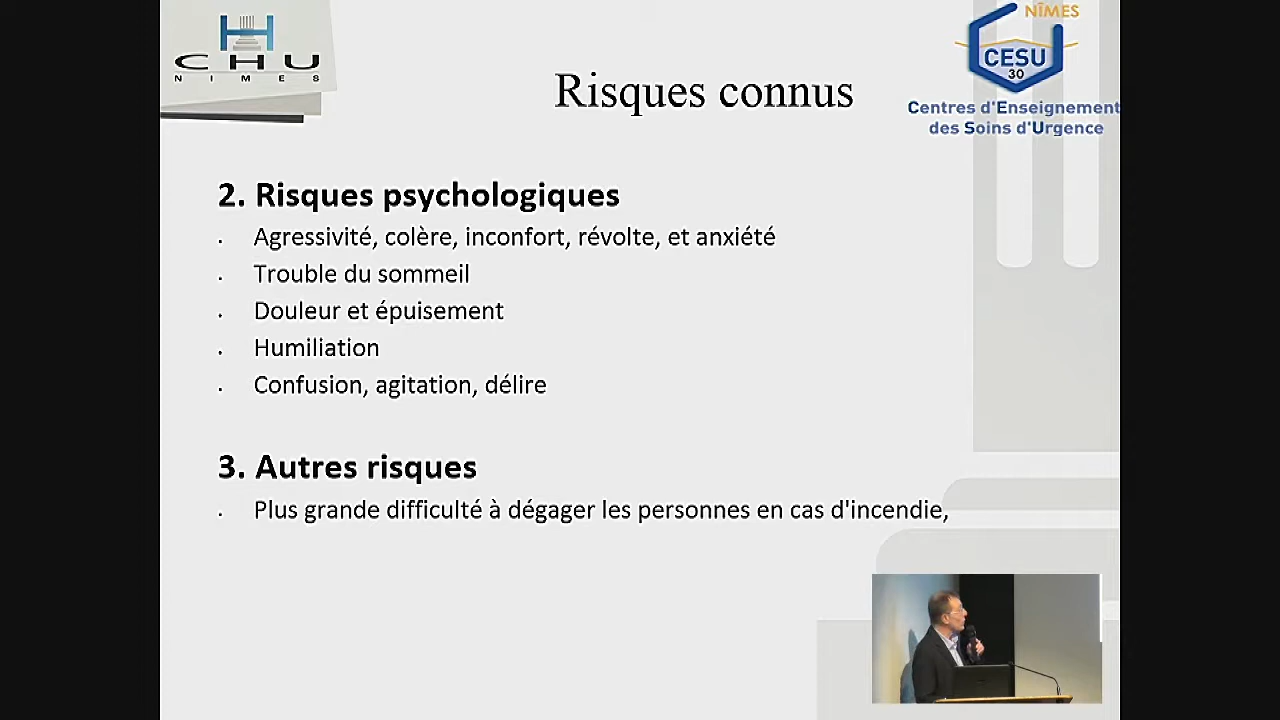 CHU
NIMES
NÎMES
CESU
30
Centres d'Enseignement
des Soins d'Urgence
Risques connus
2. Risques psychologiques
· Agressivité, colère, inconfort, révolte, et anxiété
· Trouble du sommeil
· Douleur et épuisement
· Humiliation
· Confusion, agitation, délire
3. Autres risques
· Plus grande difficulté à dégager les personnes en cas d'incendie,